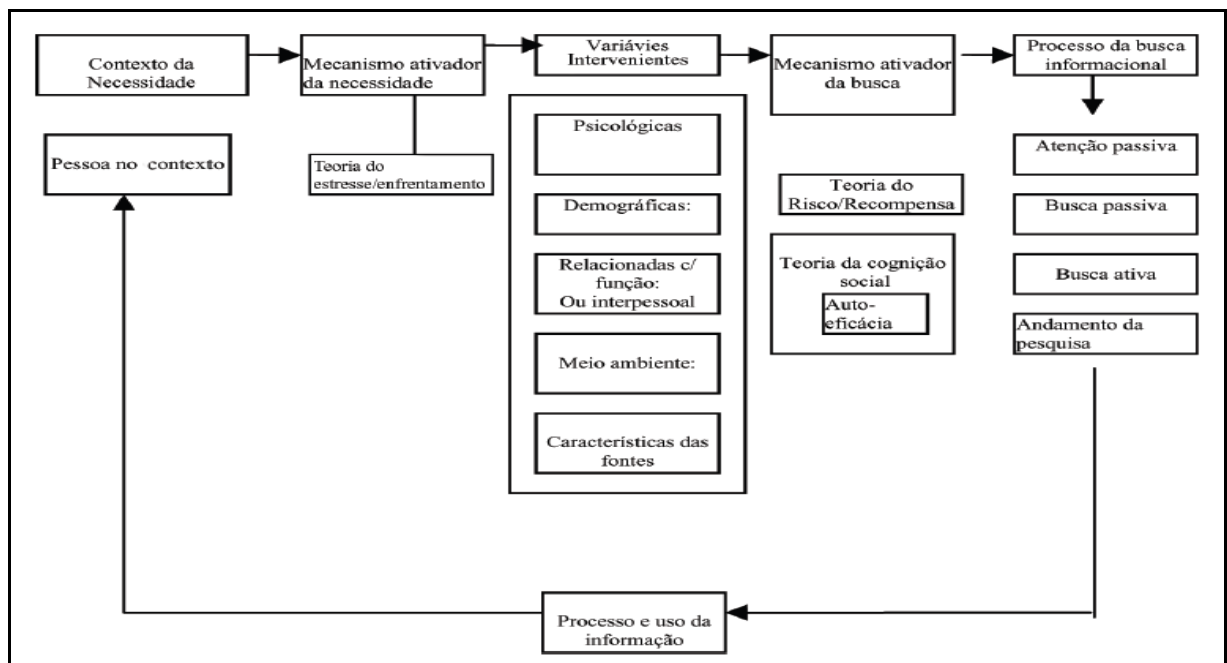 Contexto da
Necessidade
Mecanismo ativador
da necessidade
Variávies
Intervenientes
Mecanismo ativador
da busca
Processo da busca
informacional
Pessoa no contexto
Teoria do
estresse/enfrentamento
Psicológicas
Demográficas:
Relacionadas c/
função:
Ou interpessoal
Meio ambiente:
Características das
fontes
Teoria do
Risco/Recompensa
Teoria da cognição
social
Auto-
eficácia
Atenção passiva
Busca passiva
Busca ativa
Andamento da
pesquisa
Processo e uso da
informação